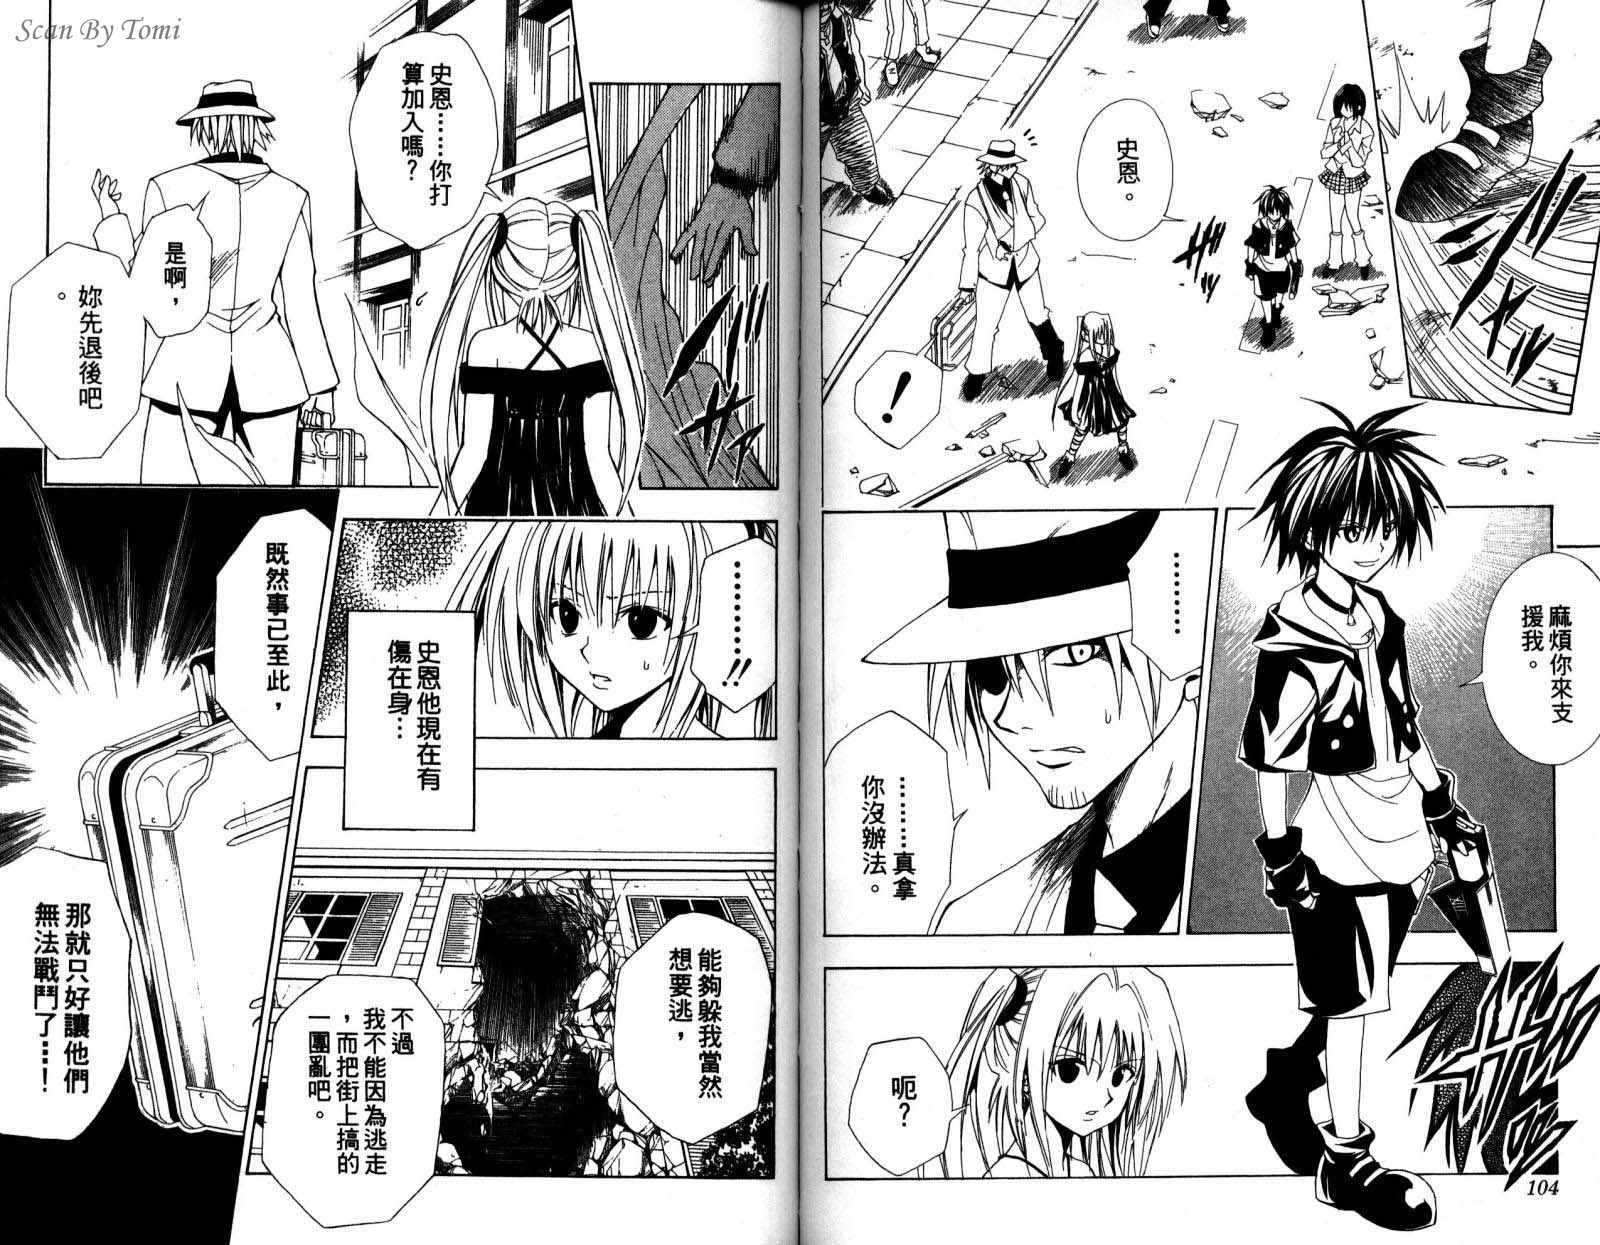 Scan By Tomi
史恩。
!
麻煩你來支
援我。
………
………真拿
你沒辦法。
呃？
104
史恩……你打
算加入嗎？
是啊，
妳先退後吧
。
………!!
史恩他現在有
傷在身…
能夠躲我當然
想要逃，
不過
我不能因為逃走
，而把街上搞的
一團亂吧。
既然事已至此，
那就只好讓他們
無法戰鬥了…！